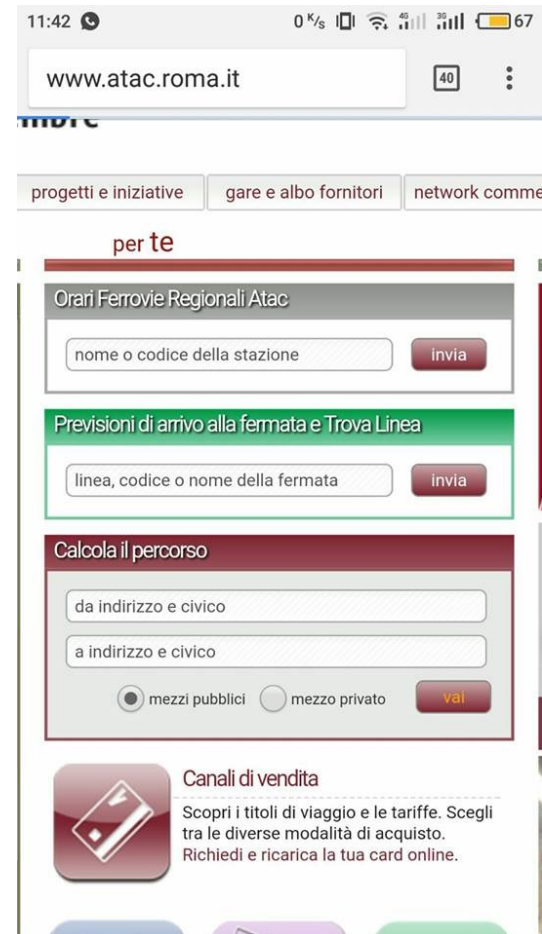 11:42 0 K/s 4G 3G 67
www.atac.roma.it 40
progetti e iniziative gare e albo fornitori network comme
per te
Orari Ferrovie Regionali Atac
nome o codice della stazione invia
Previsioni di arrivo alla fermata e Trova Linea
linea, codice o nome della fermata invia
Calcola il percorso
da indirizzo e civico
a indirizzo e civico
mezzi pubblici mezzo privato vai
Canali di vendita
Scopri i titoli di viaggio e le tariffe. Scegli
tra le diverse modalità di acquisto.
Richiedi e ricarica la tua card online.